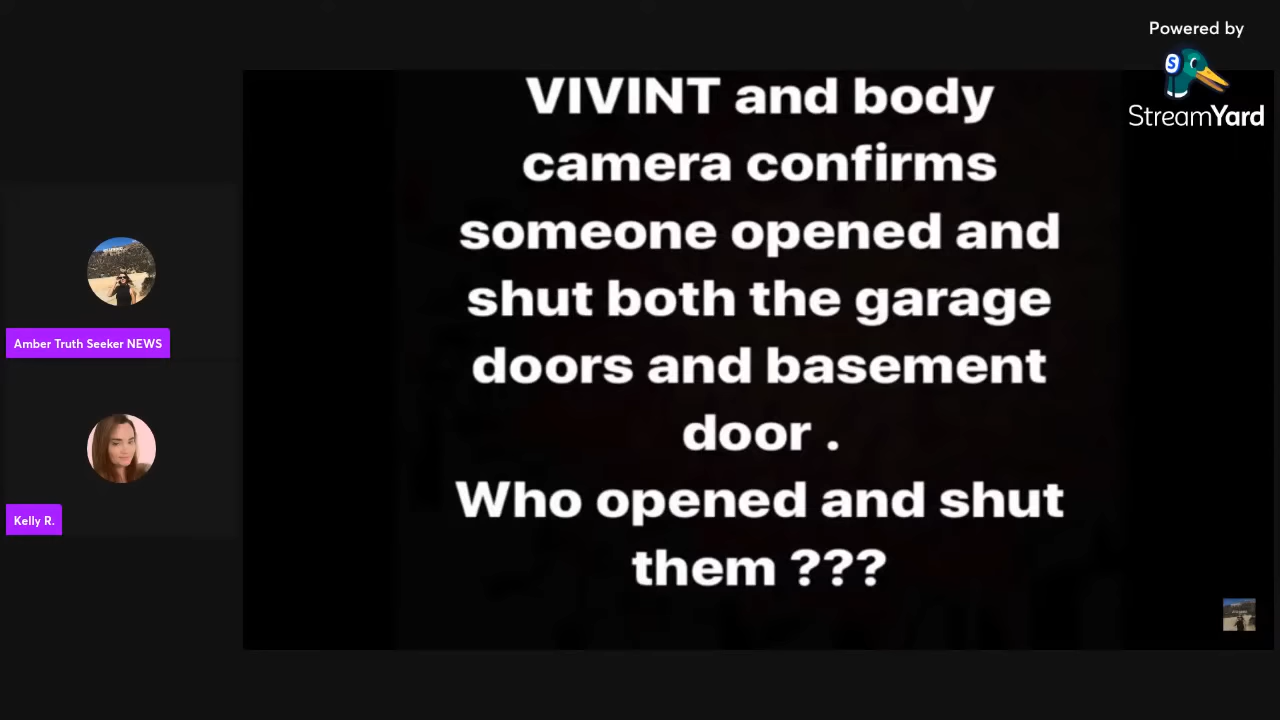 Powered by
StreamYard
VIVINT and body
camera confirms
someone opened and
shut both the garage
doors and basement
door .
Who opened and shut
them ???
Amber Truth Seeker NEWS
Kelly R.